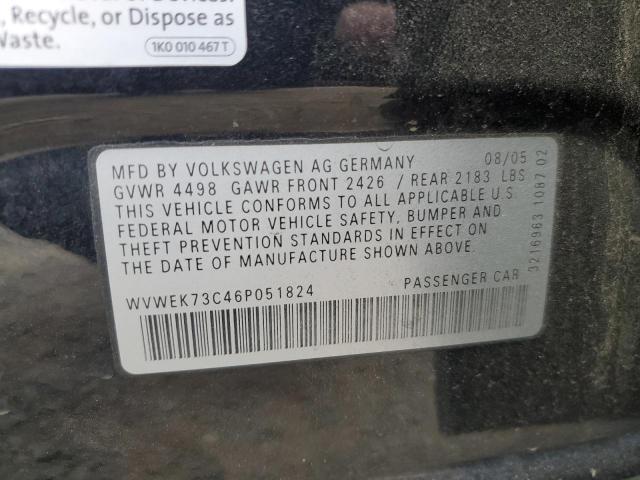 , Recycle, or Dispose as
Waste.
1K0 010 467 T
MFD BY VOLKSWAGEN AG GERMANY 08/05
GVWR 4498 GAWR FRONT 2426 / REAR 2183 LBS
THIS VEHICLE CONFORMS TO ALL APPLICABLE U.S
FEDERAL MOTOR VEHICLE SAFETY, BUMPER AND
THEFT PREVENTION STANDARDS IN EFFECT ON
THE DATE OF MANUFACTURE SHOWN ABOVE.
WVWEK73C46P051824 PASSENGER CAR
3216963 1087 02